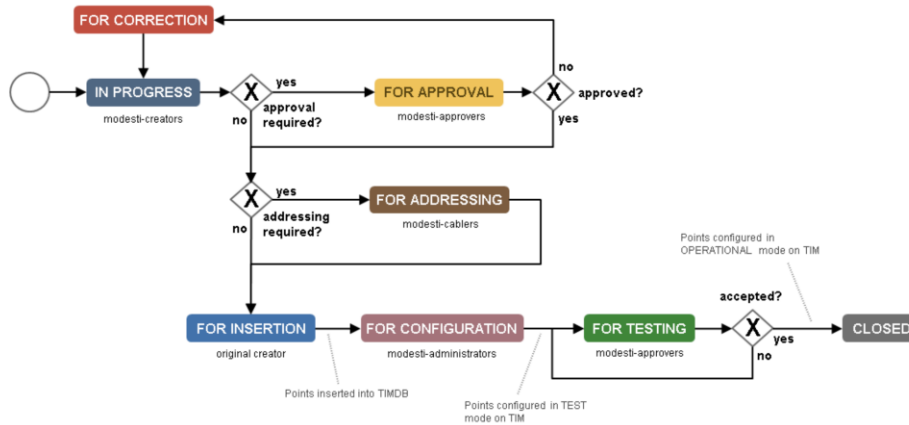 FOR CORRECTION
no
IN PROGRESS
modesti-creators
X
yes
approval
required?
no
FOR APPROVAL
modesti-approvers
X
approved?
yes
X
yes
addressing
required?
no
FOR ADDRESSING
modesti-cablers
Points configured in
OPERATIONAL mode on TIM
accepted?
FOR INSERTION
original creator
FOR CONFIGURATION
modesti-administrators
FOR TESTING
modesti-approvers
X
yes
no
CLOSED
Points inserted into TIMDB
Points configured in TEST
mode on TIM